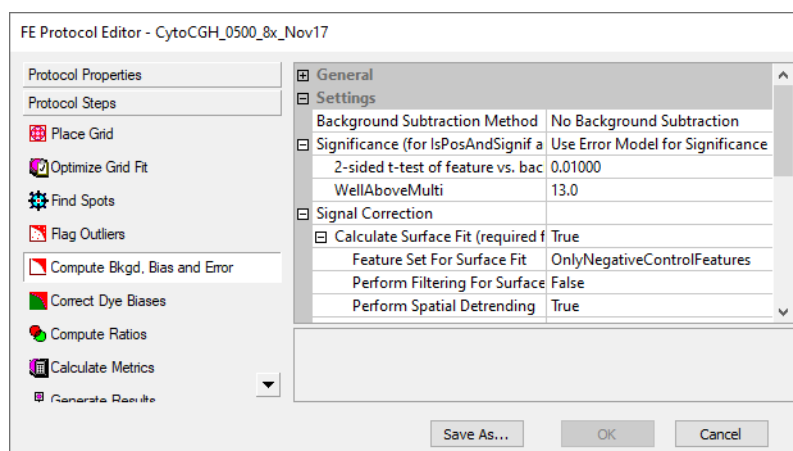 FE Protocol Editor - CytoCGH_0500_8x_Nov17
Protocol Properties
Protocol Steps
Place Grid
Optimize Grid Fit
Find Spots
Flag Outliers
Compute Bkgd, Bias and Error
Correct Dye Biases
Compute Ratios
Calculate Metrics
Generate Results
General
Settings
Background Subtraction Method No Background Subtraction
Significance (for IsPosAndSignif a Use Error Model for Significance
2-sided t-test of feature vs. bac 0.01000
WellAboveMulti 13.0
Signal Correction
Calculate Surface Fit (required f True
Feature Set For Surface Fit OnlyNegativeControlFeatures
Perform Filtering For Surface False
Perform Spatial Detrending True
Save As... OK Cancel